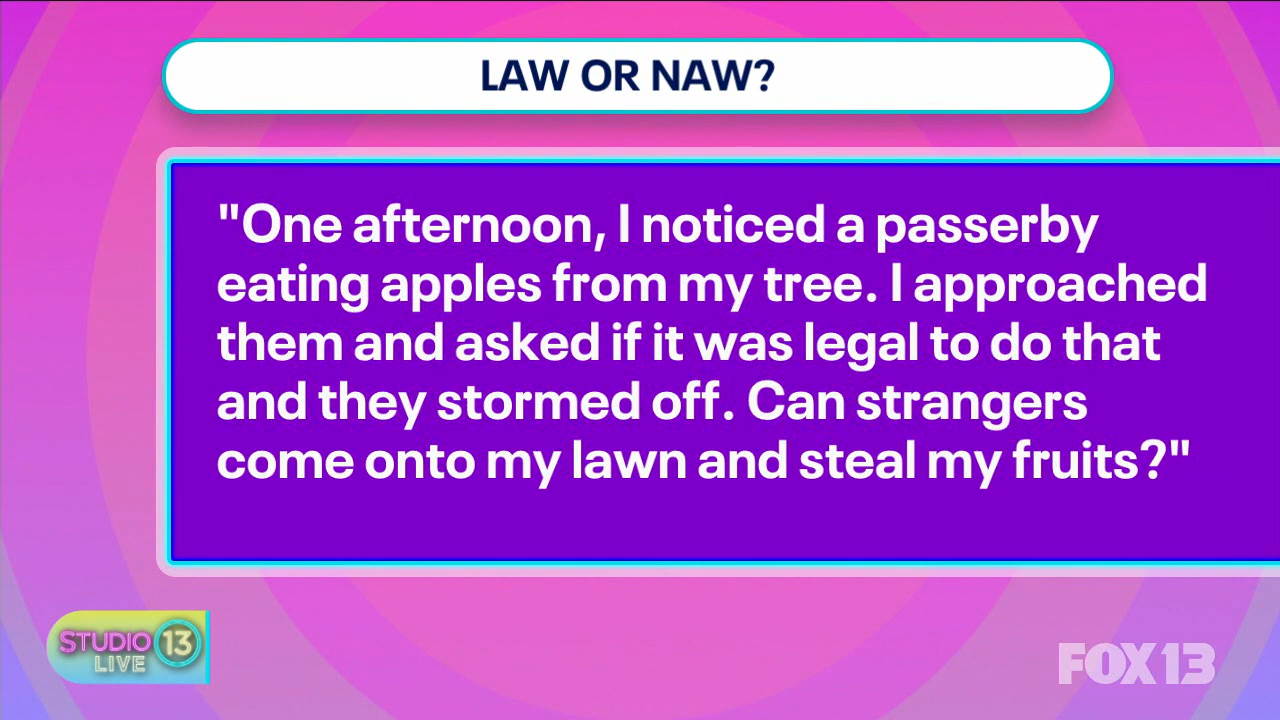 LAW OR NAW?
"One afternoon, I noticed a passerby
eating apples from my tree. I approached
them and asked if it was legal to do that
and they stormed off. Can strangers
come onto my lawn and steal my fruits?"
STUDIO 13
LIVE
FOX 13